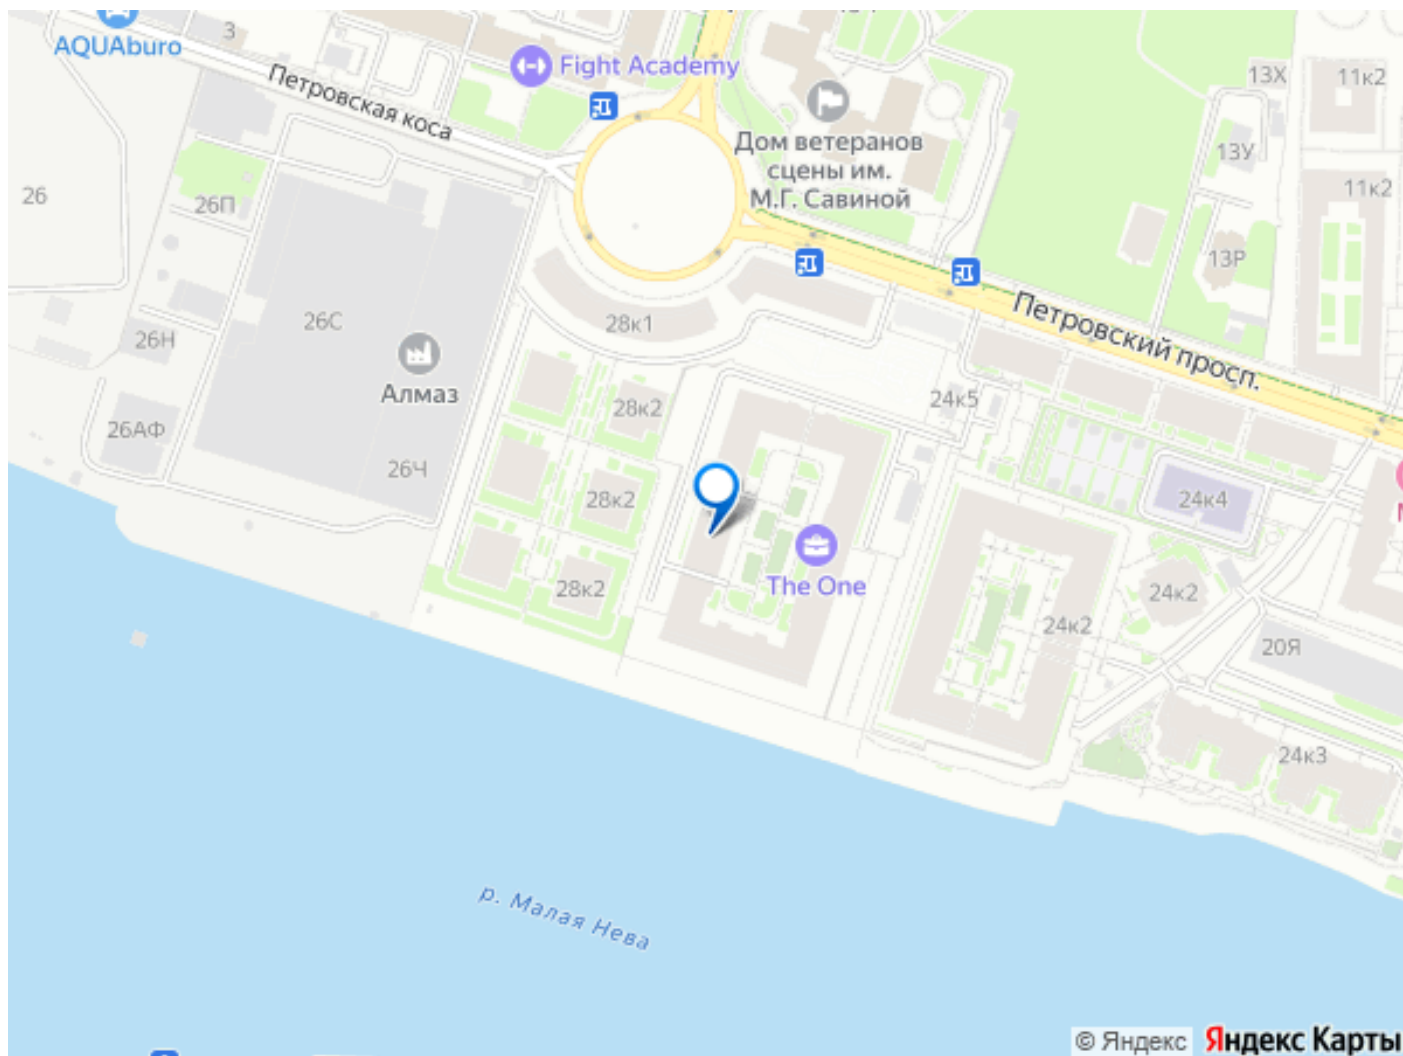 AQUAburo
3
Петровская коса
Fight Academy
Дом ветеранов
сцены им.
М.Г. Савиной
13Х
11к2
13У
11к2
13Р
26
26П
26С
26Н
Алмаз
26АФ
26Ч
28к1
Петровский просп.
28к2
24к5
28к2
24к4
The One
28к2
24к2
24к2
20Я
24к3
р. Малая Нева
© Яндекс Яндекс Карты